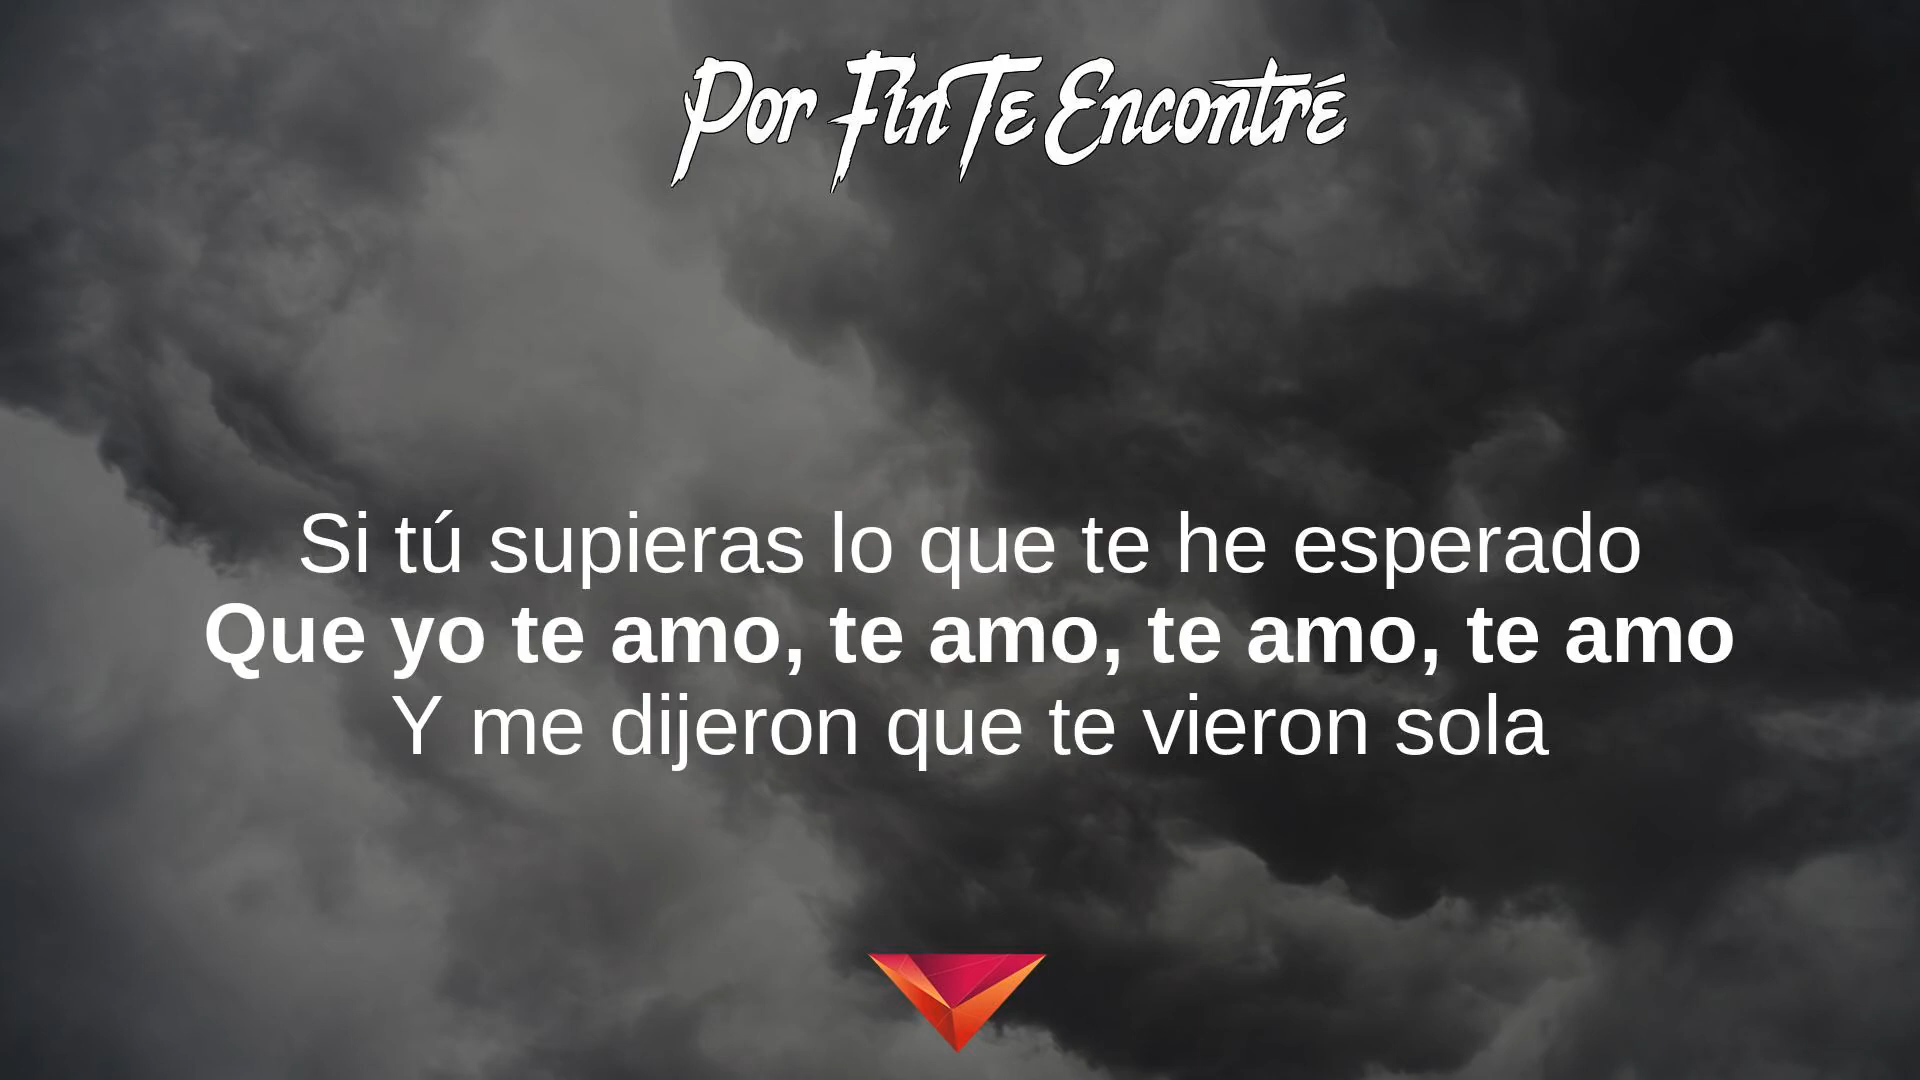 Por Fin Te Encontré
Si tú supieras lo que te he esperado
Que yo te amo, te amo, te amo, te amo
Y me dijeron que te vieron sola